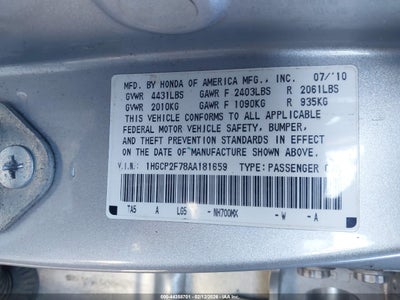 MFD. BY HONDA OF AMERICA MFG., INC. 07/'10
GVWR 4431LBS GAWR F 2403LBS R 2061LBS
GVWR 2010KG GAWR F 1090KG R 935KG
THIS VEHICLE CONFORMS TO ALL APPLICABLE
FEDERAL MOTOR VEHICLE SAFETY, BUMPER,
AND THEFT PREVENTION STANDARDS IN EFFECT
ON THE DATE OF MANUFACTURE SHOWN ABOVE.
V.I.N.: 1HGCP2F78AA181659 TYPE:PASSENGER
TA5 A LG5 - NH700MX - W - A